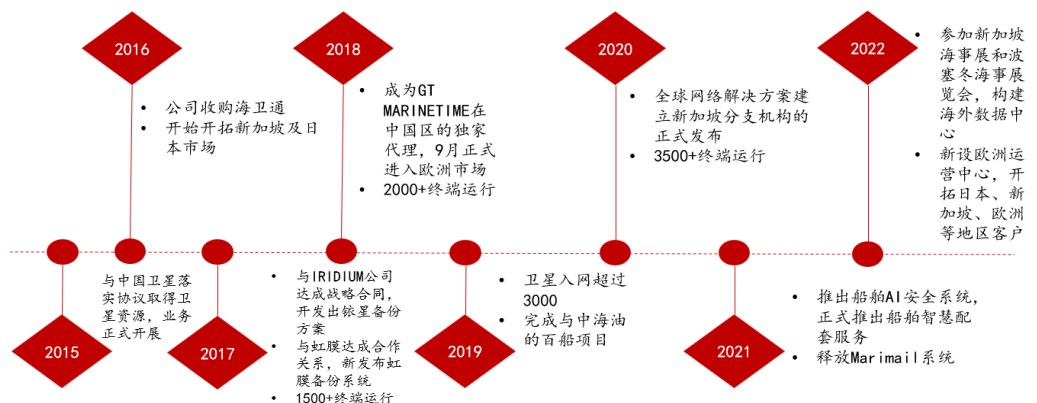 2016
• 公司收购海卫通
• 开始开拓新加坡及日
本市场
2018
• 成为GT
MARINETIME在
中国区的独家
代理，9月正式
进入欧洲市场
• 2000+终端运行
2020
• 全球网络解决方案建
立新加坡分支机构的
正式发布
• 3500+终端运行
2022
• 参加新加坡
海事展和波
塞冬海事展
览会，构建
海外数据中
心
• 新设欧洲运
营中心，开
拓日本、新
加坡、欧洲
等地区客户
2015
与中国卫星落
实协议取得卫
星资源，业务
正式开展
2017
• 与IRIDIUM公司
达成战略合同，
开发出铱星备份
方案
• 与虹膜达成合作
关系，新发布虹
膜备份系统
• 1500+终端运行
2019
• 卫星入网超过
3000
• 完成与中海油
的百船项目
2021
• 推出船舶AI安全系统，
正式推出船舶智慧配
套服务
• 释放Marimail系统